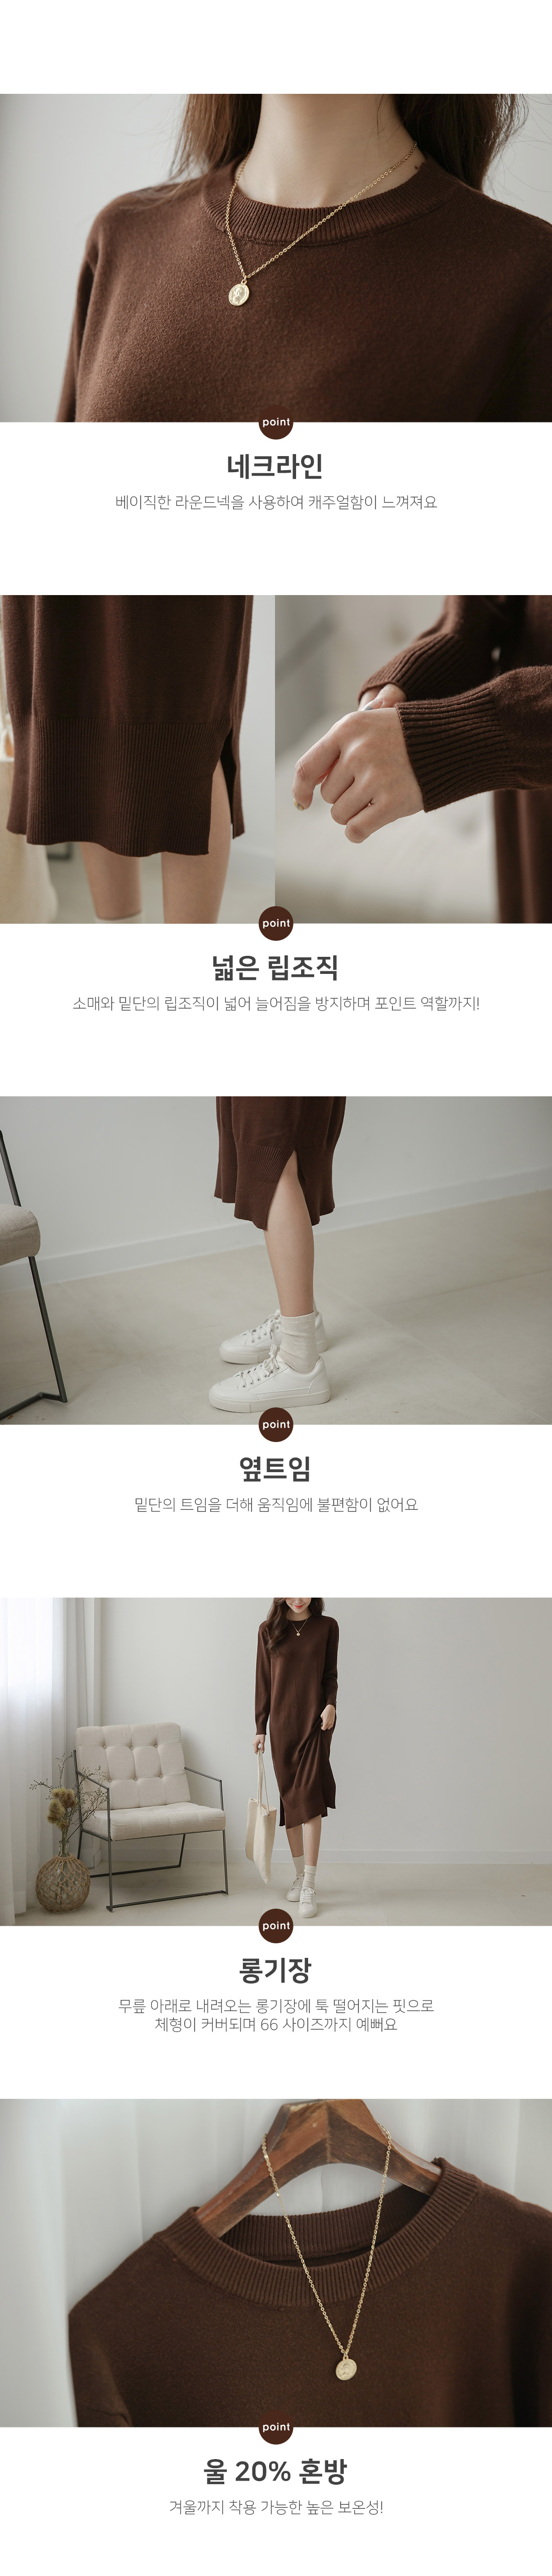 point
네크라인
베이직한 라운드넥을 사용하여 캐주얼함이 느껴져요
point
넓은 립조직
소매와 밑단의 립조직이 넓어 늘어짐을 방지하며 포인트 역할까지!
point
옆트임
밑단의 트임을 더해 움직임에 불편함이 없어요
point
롱기장
무릎 아래로 내려오는 롱기장에 툭 떨어지는 핏으로
체형이 커버되며 66 사이즈까지 예뻐요
point
울 20% 혼방
겨울까지 착용 가능한 높은 보온성!